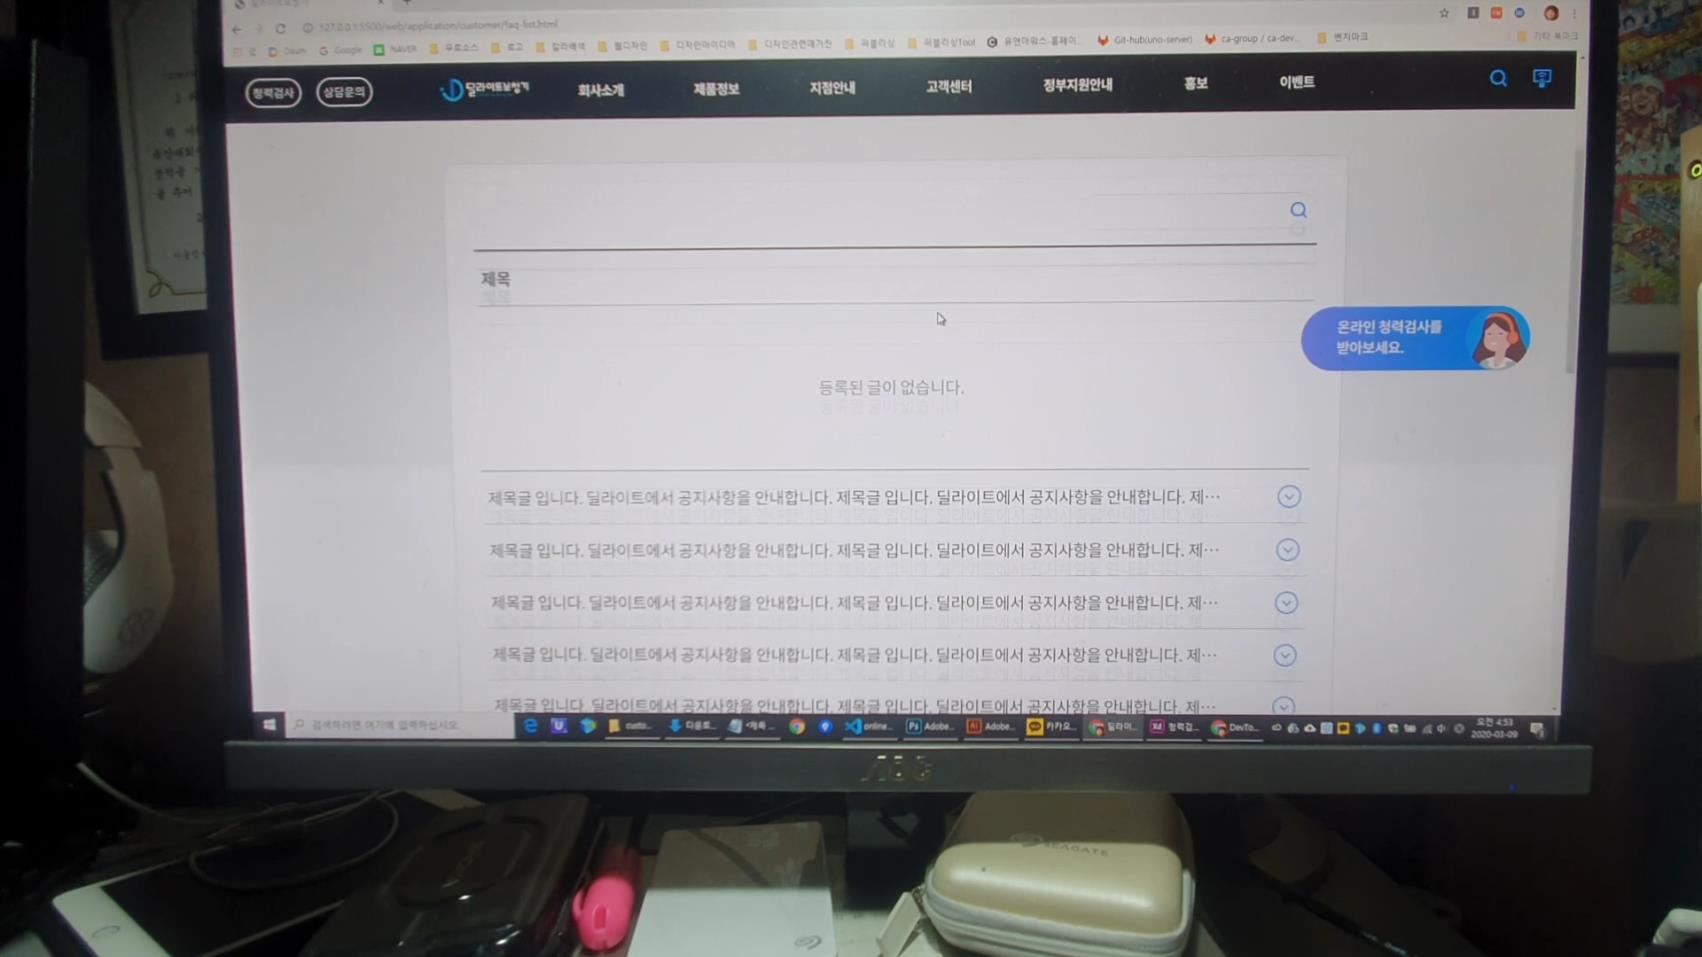 127.0.0.1:5500/web/application/customer/faq-list.html
Daum
Google
NAVER
무료소스
로고
칼라배색
웹디자인
디자인아이디어
디자인관련매거진
퍼블리싱
퍼블리싱Tool
유앤아워스-홈페이...
Git-hub(uno-server)
ca-group / ca-dev...
벤치마크
기타 북마크
청력검사
상담문의
딜라이트보청기
회사소개
제품정보
지점안내
고객센터
정부지원안내
홍보
이벤트
제목
온라인 청력검사를
받아보세요.
등록된 글이 없습니다.
제목글 입니다. 딜라이트에서 공지사항을 안내합니다. 제목글 입니다. 딜라이트에서 공지사항을 안내합니다. 제…
제목글 입니다. 딜라이트에서 공지사항을 안내합니다. 제목글 입니다. 딜라이트에서 공지사항을 안내합니다. 제…
제목글 입니다. 딜라이트에서 공지사항을 안내합니다. 제목글 입니다. 딜라이트에서 공지사항을 안내합니다. 제…
제목글 입니다. 딜라이트에서 공지사항을 안내합니다. 제목글 입니다. 딜라이트에서 공지사항을 안내합니다. 제…
제목글 입니다. 딜라이트에서 공지사항을 안내합니다. 제목글 입니다. 딜라이트에서 공지사항을 안내합니다. 제…
검색하려면 여기에 입력하십시오.
custo...
다운로...
online...
Adobe...
Adobe...
카카오...
딜라이...
청력검...
DevTo...
오전 4:53
2020-03-09
AOC
SEAGATE